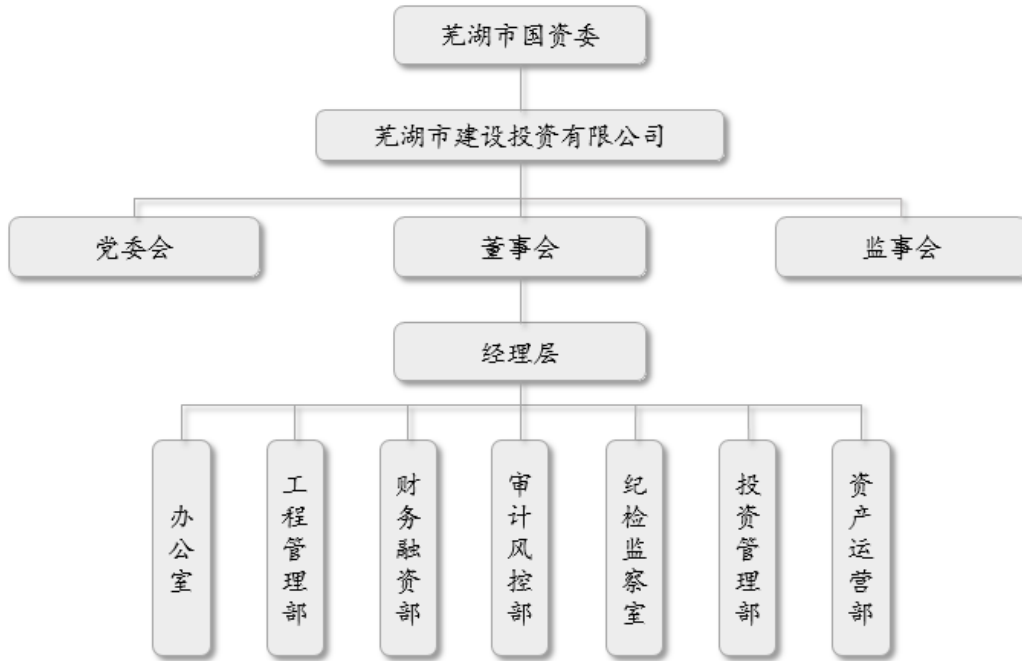 芜湖市国资委
芜湖市建设投资有限公司
党委会
董事会
监事会
经理层
办公室
工程管理部
财务融资部
审计风控部
纪检监察室
投资管理部
资产运营部